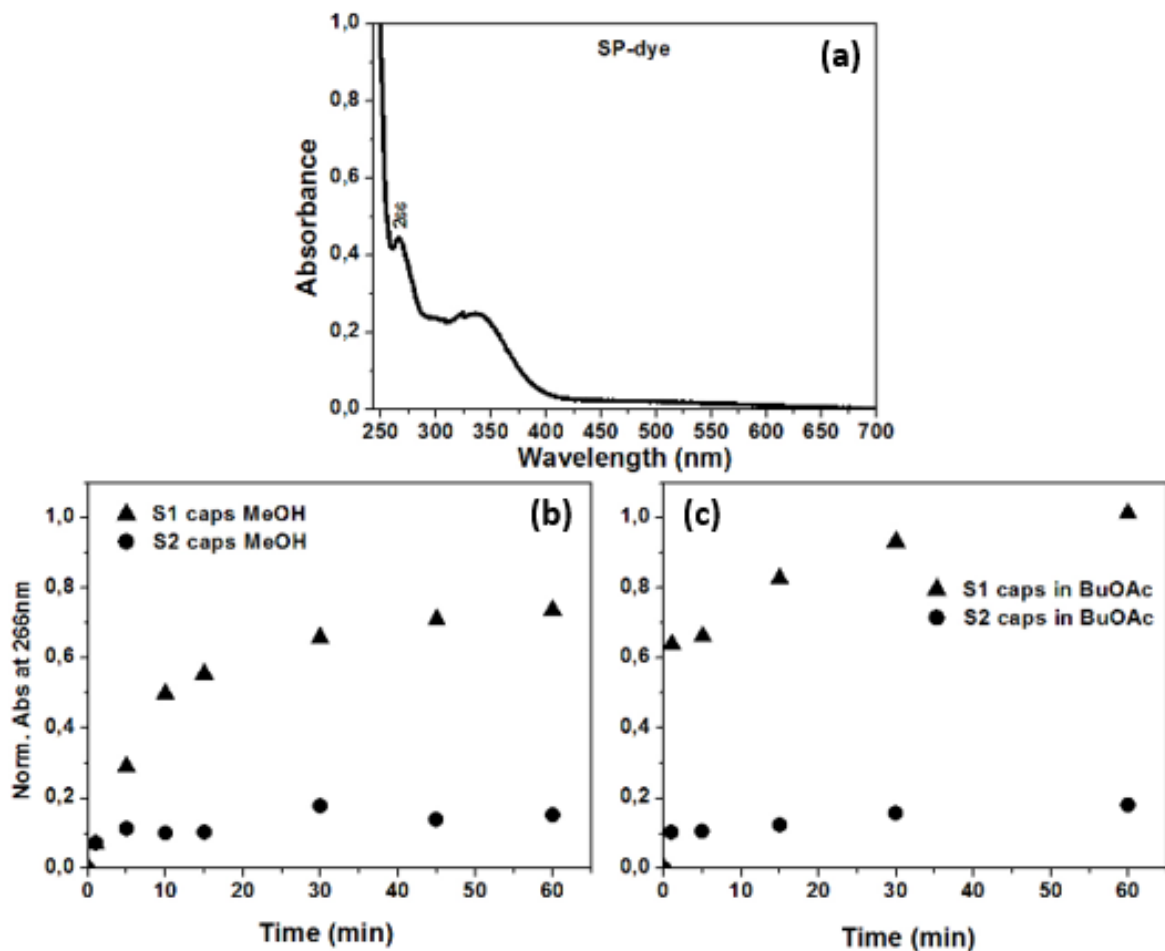 SP-dye
(a)
1,0
0,8
0,6
0,4
0,2
0,0
Absorbance
266
250 300 350 400 450 500 550 600 650 700
Wavelength (nm)
S1 caps MeOH
S2 caps MeOH
(b)
1,0
0,8
0,6
0,4
0,2
0,0
Norm. Abs at 266nm
0 10 20 30 40 50 60
Time (min)
(c)
S1 caps in BuOAc
S2 caps in BuOAc
1,0
0,8
0,6
0,4
0,2
0,0
0 10 20 30 40 50 60
Time (min)